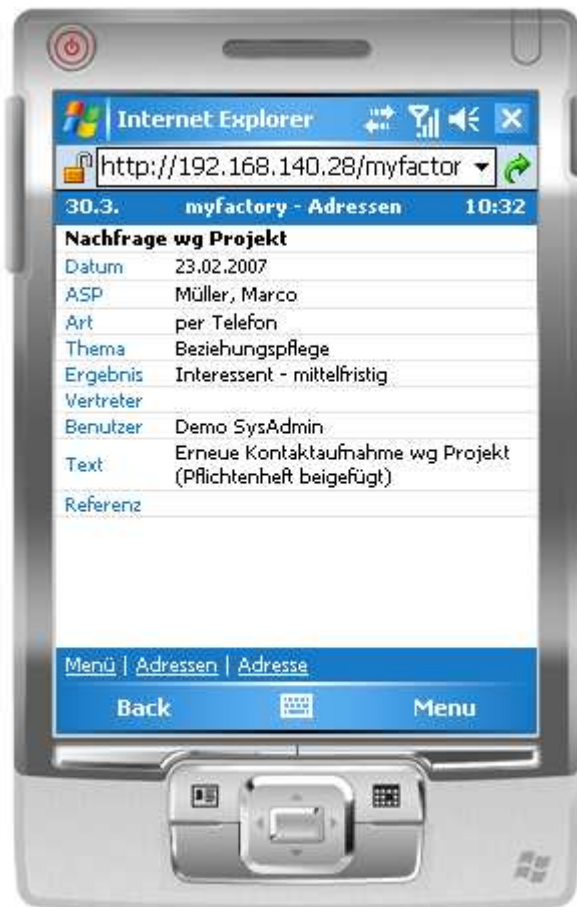 Internet Explorer
http://192.168.140.28/myfactor
30.3. myfactory - Adressen 10:32
Nachfrage wg Projekt
Datum 23.02.2007
ASP Müller, Marco
Art per Telefon
Thema Beziehungspflege
Ergebnis Interessent - mittelfristig
Vertreter
Benutzer Demo SysAdmin
Text Erneue Kontaktaufnahme wg Projekt
(Pflichtenheft beigefügt)
Referenz
Menü | Adressen | Adresse
Back Menu